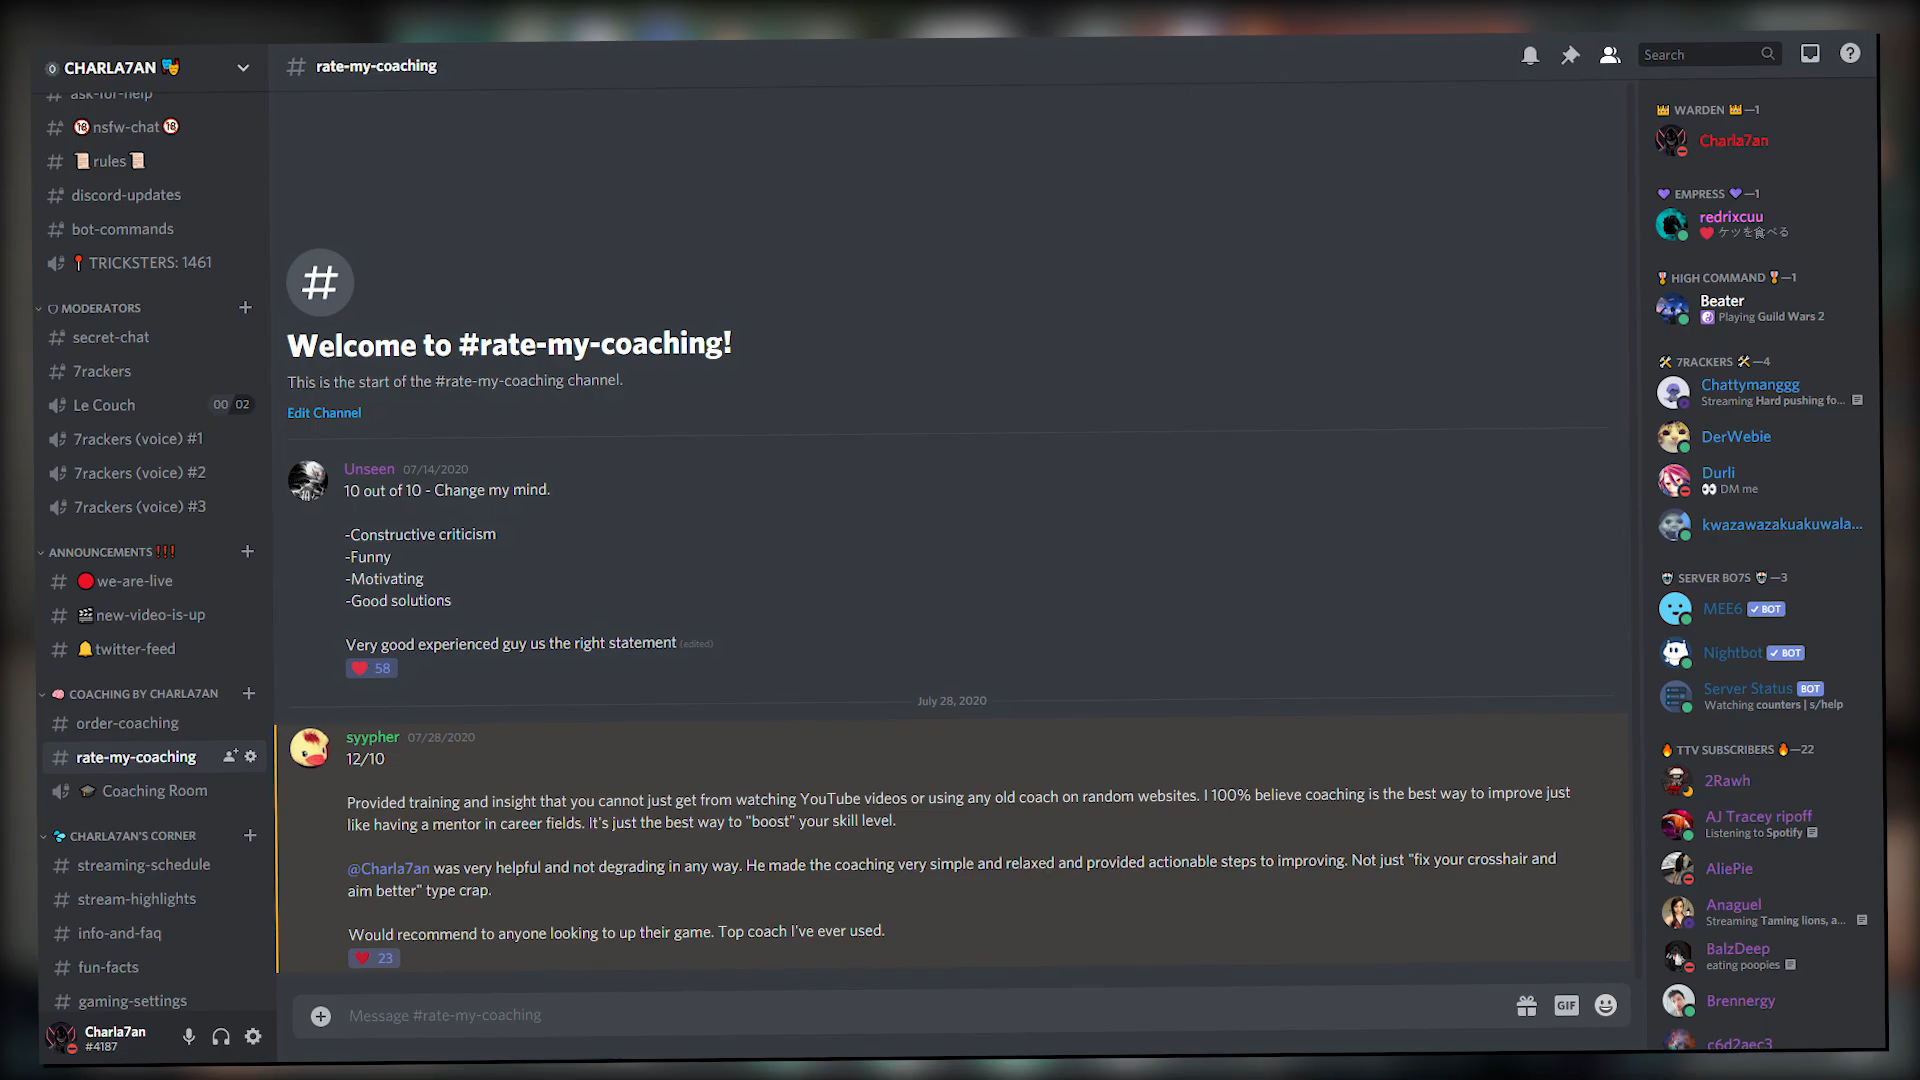 CHARLA7AN
ask-for-help
nsfw-chat
rules
discord-updates
bot-commands
TRICKSTERS: 1461
MODERATORS
secret-chat
7rackers
Le Couch 00 02
7rackers (voice) #1
7rackers (voice) #2
7rackers (voice) #3
ANNOUNCEMENTS
we-are-live
new-video-is-up
twitter-feed
COACHING BY CHARLA7AN
order-coaching
rate-my-coaching
Coaching Room
CHARLA7AN'S CORNER
streaming-schedule
stream-highlights
info-and-faq
fun-facts
gaming-settings
Charla7an
#4187
# rate-my-coaching
Search
#
Welcome to #rate-my-coaching!
This is the start of the #rate-my-coaching channel.
Edit Channel
Unseen 07/14/2020
10 out of 10 - Change my mind.
-Constructive criticism
-Funny
-Motivating
-Good solutions
Very good experienced guy us the right statement (edited)
58
July 28, 2020
syypher 07/28/2020
12/10
Provided training and insight that you cannot just get from watching YouTube videos or using any old coach on random websites. I 100% believe coaching is the best way to improve just
like having a mentor in career fields. It's just the best way to "boost" your skill level.
@Charla7an was very helpful and not degrading in any way. He made the coaching very simple and relaxed and provided actionable steps to improving. Not just "fix your crosshair and
aim better" type crap.
Would recommend to anyone looking to up their game. Top coach I've ever used.
23
Message #rate-my-coaching
GIF
WARDEN —1
Charla7an
EMPRESS —1
redrixcuu
ケツを食べる
HIGH COMMAND —1
Beater
Playing Guild Wars 2
7RACKERS —4
Chattymanggg
Streaming Hard pushing fo...
DerWebie
Durli
DM me
kwazawazakuakuwala...
SERVER BO7S —3
MEE6 BOT
Nightbot BOT
Server Status BOT
Watching counters | s/help
TTV SUBSCRIBERS —22
2Rawh
AJ Tracey ripoff
Listening to Spotify
AliePie
Anaguel
Streaming Taming lions, a...
BalzDeep
eating poopies
Brennergy
c6d2aec3